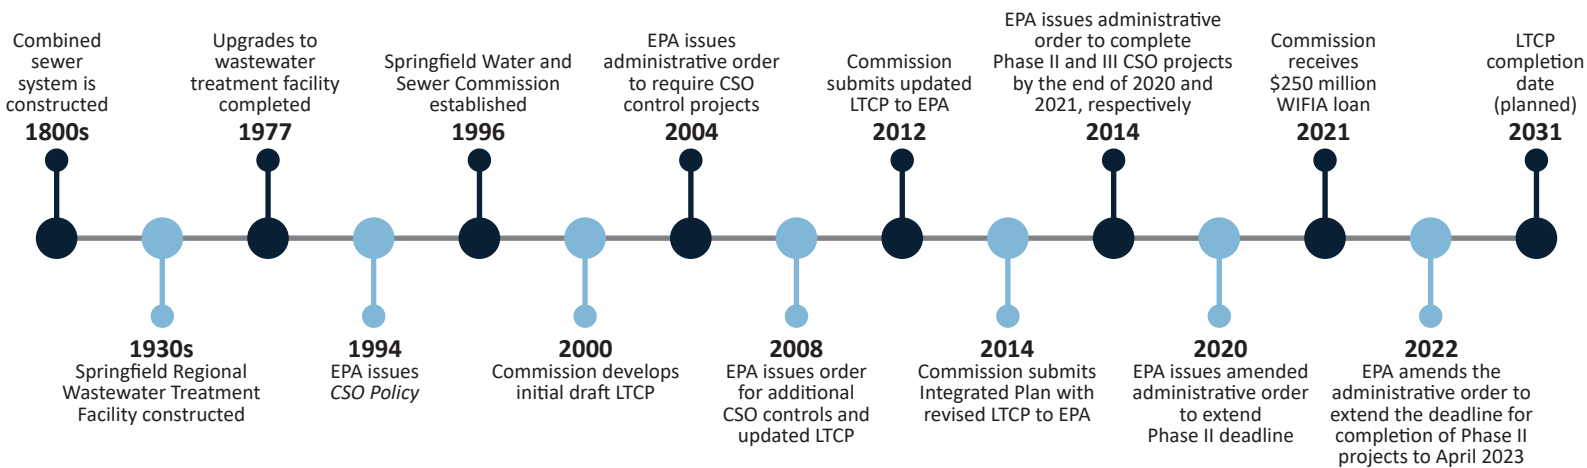 Combined
sewer
system is
constructed
1800s
Upgrades to
wastewater
treatment facility
completed
1977
Springfield Water and
Sewer Commission
established
1996
EPA issues
administrative order
to require CSO
control projects
2004
Commission
submits updated
LTCP to EPA
2012
EPA issues administrative
order to complete
Phase II and III CSO projects
by the end of 2020 and
2021, respectively
2014
Commission
receives
$250 million
WIFIA loan
2021
LTCP
completion
date
(planned)
2031
1930s
Springfield Regional
Wastewater Treatment
Facility constructed
1994
EPA issues
CSO Policy
2000
Commission develops
initial draft LTCP
2008
EPA issues order
for additional
CSO controls and
updated LTCP
2014
Commission submits
Integrated Plan with
revised LTCP to EPA
2020
EPA issues amended
administrative order
to extend
Phase II deadline
2022
EPA amends the
administrative order to
extend the deadline for
completion of Phase II
projects to April 2023